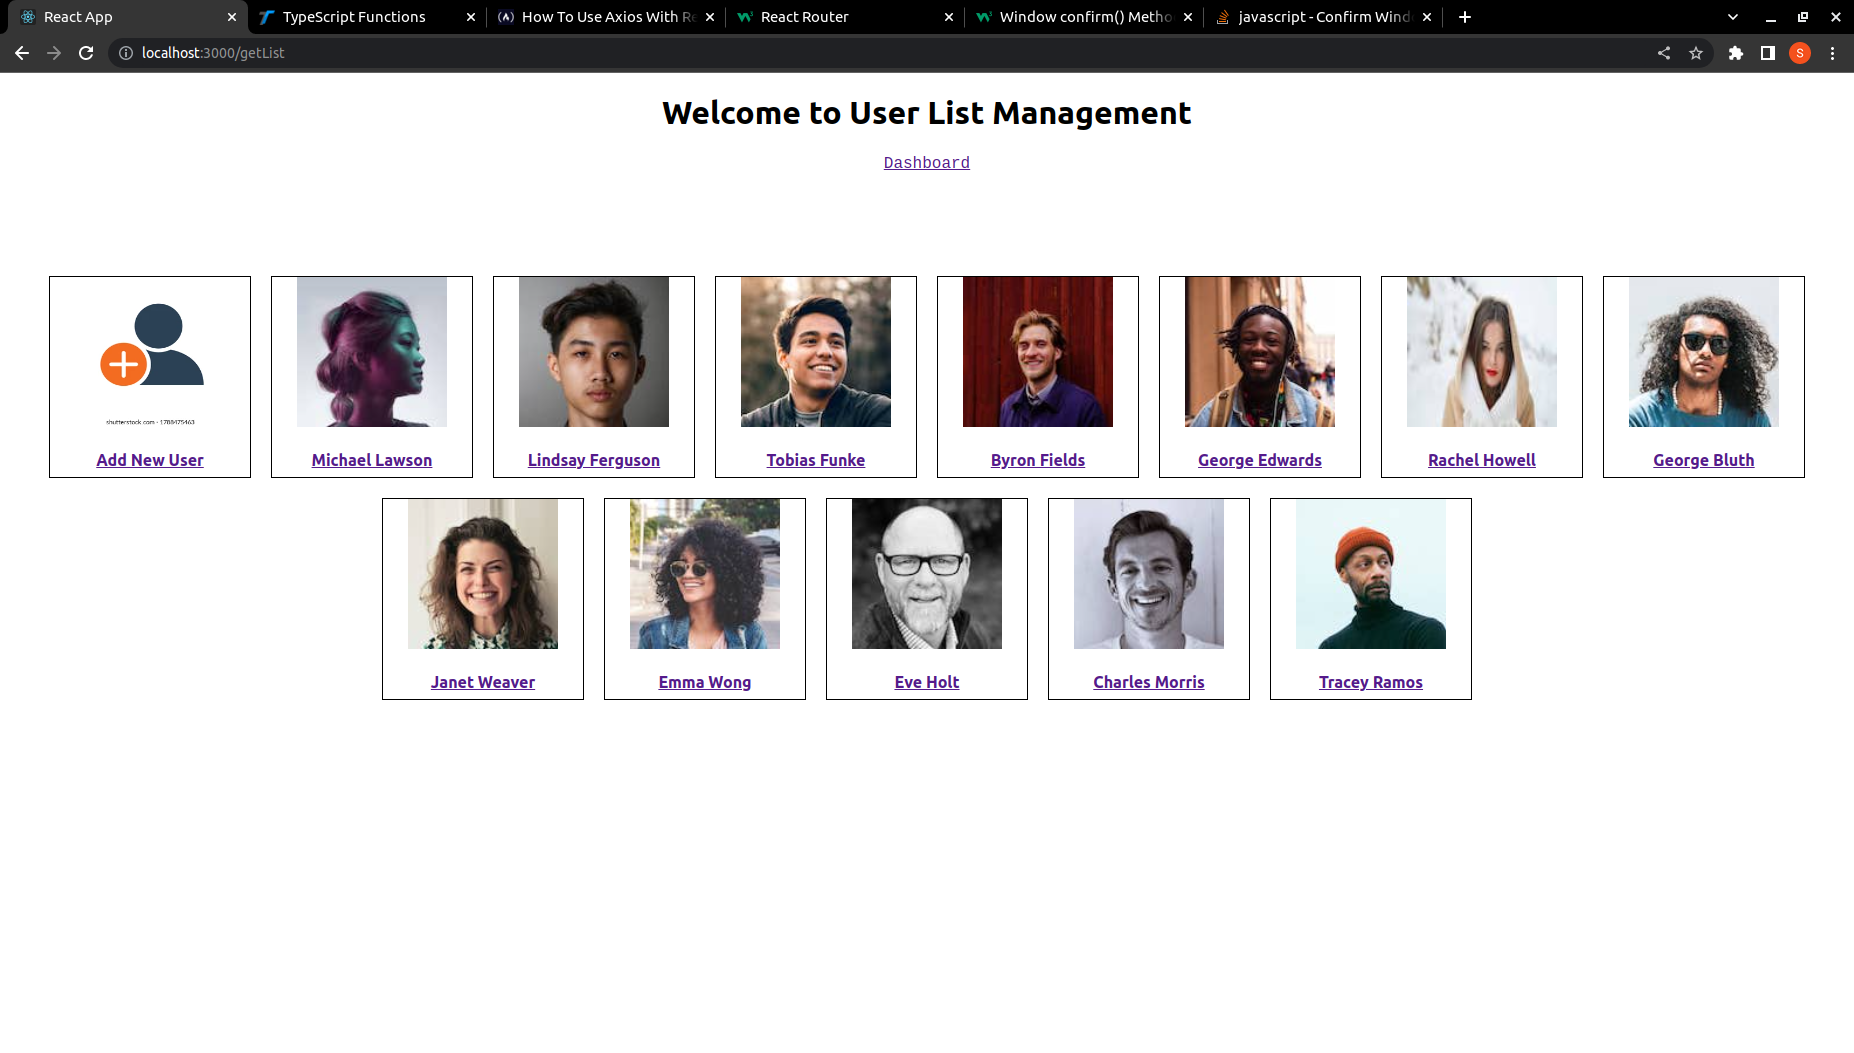 React App
TypeScript Functions
How To Use Axios With Re
React Router
Window confirm() Metho
javascript - Confirm Wind
localhost:3000/getList
S
Welcome to User List Management
Dashboard
shutterstock.com · 1788475463
Add New User
Michael Lawson
Lindsay Ferguson
Tobias Funke
Byron Fields
George Edwards
Rachel Howell
George Bluth
Janet Weaver
Emma Wong
Eve Holt
Charles Morris
Tracey Ramos